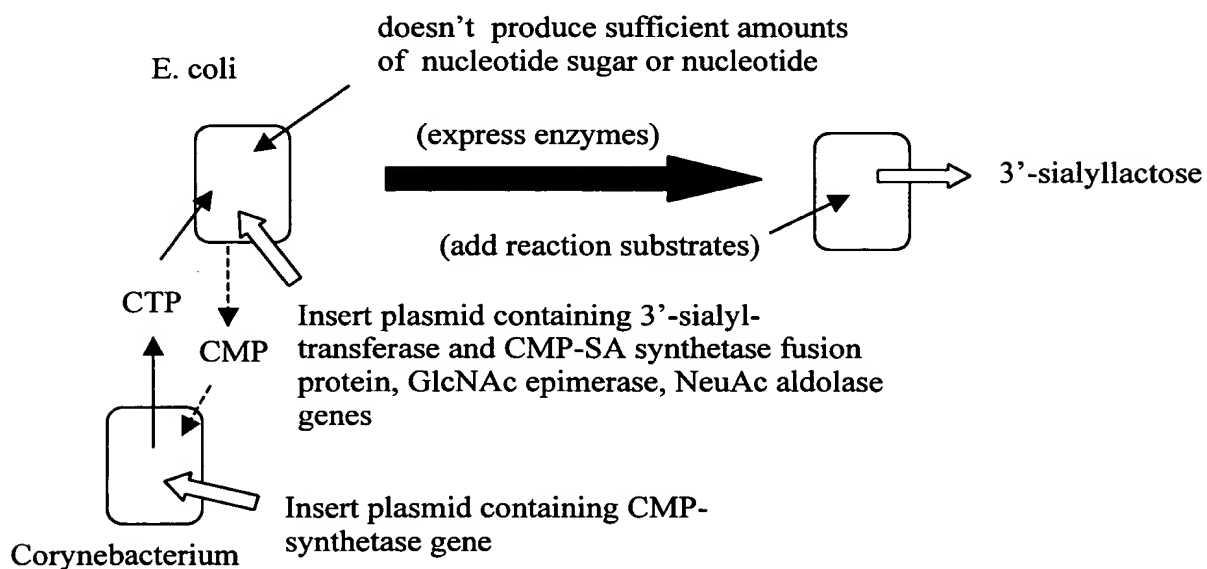 doesn't produce sufficient amounts
of nucleotide sugar or nucleotide
E. coli
(express enzymes)
3'-sialyllactose
(add reaction substrates)
CTP
CMP
Insert plasmid containing 3'-sialyl-
transferase and CMP-SA synthetase fusion
protein, GlcNAc epimerase, NeuAc aldolase
genes
Insert plasmid containing CMP-
synthetase gene
Corynebacterium